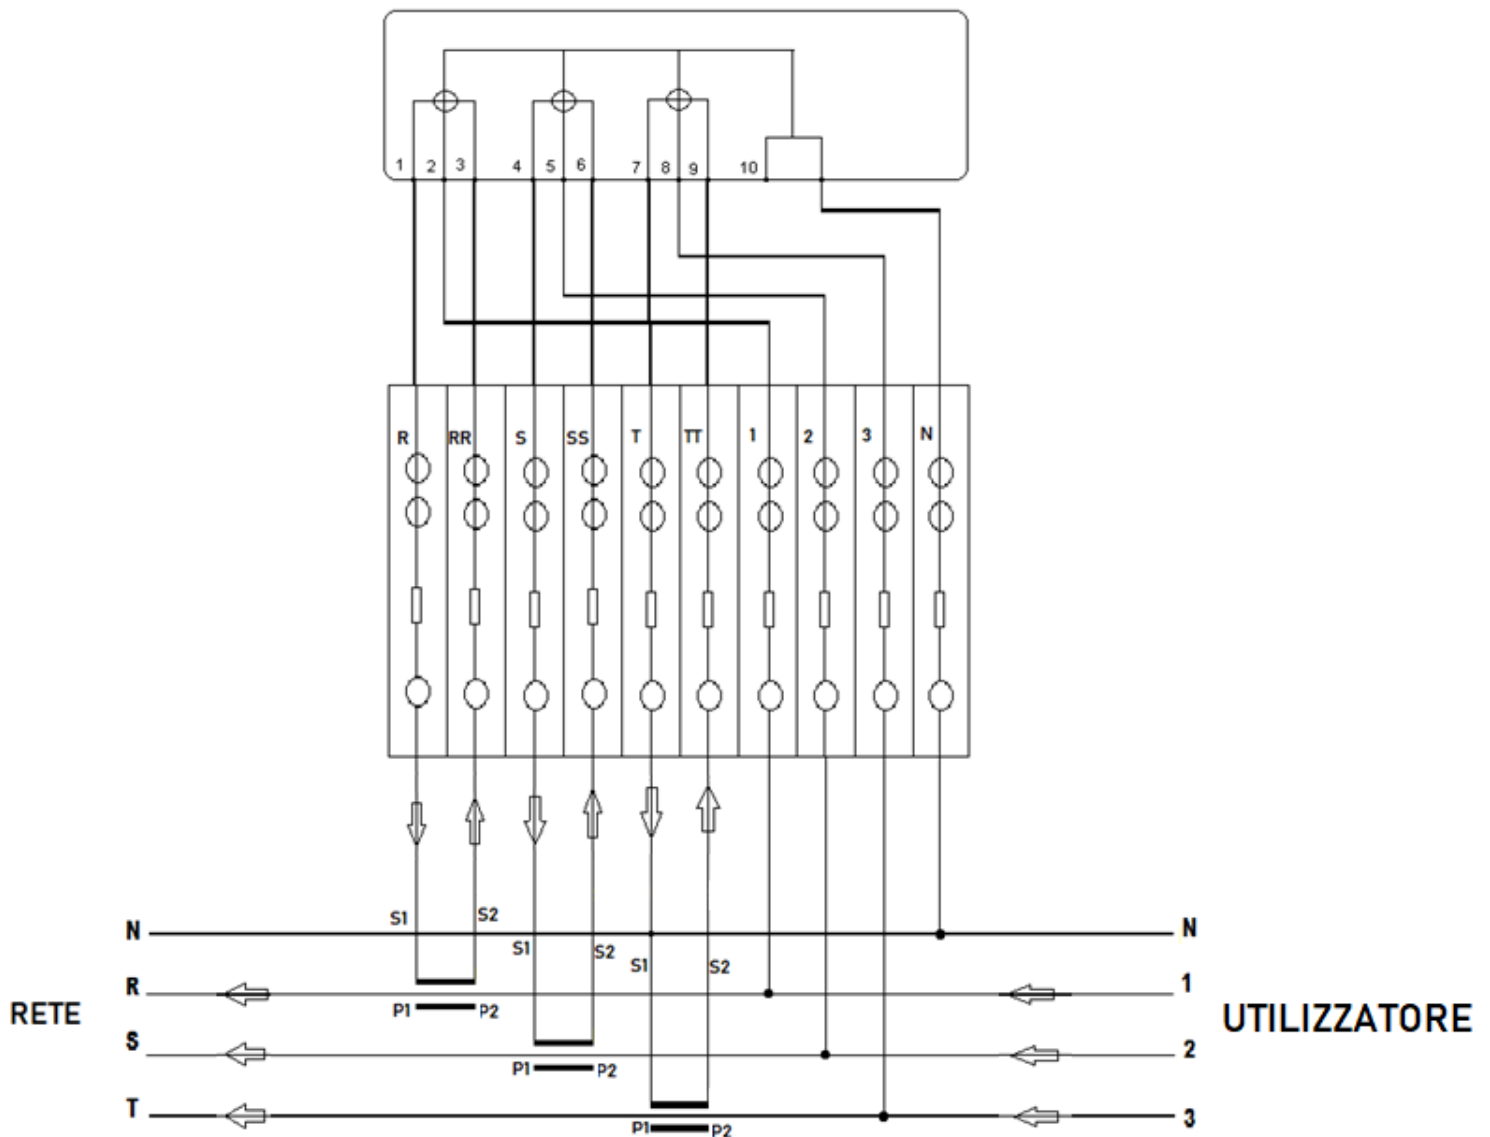 1 2 3 4 5 6 7 8 9 10
R RR S SS T TT 1 2 3 N
S1 S2
N N
S1 S2
S1 S2
R 1
RETE P1 P2 UTILIZZATORE
S 2
P1 P2
T 3
P1 P2